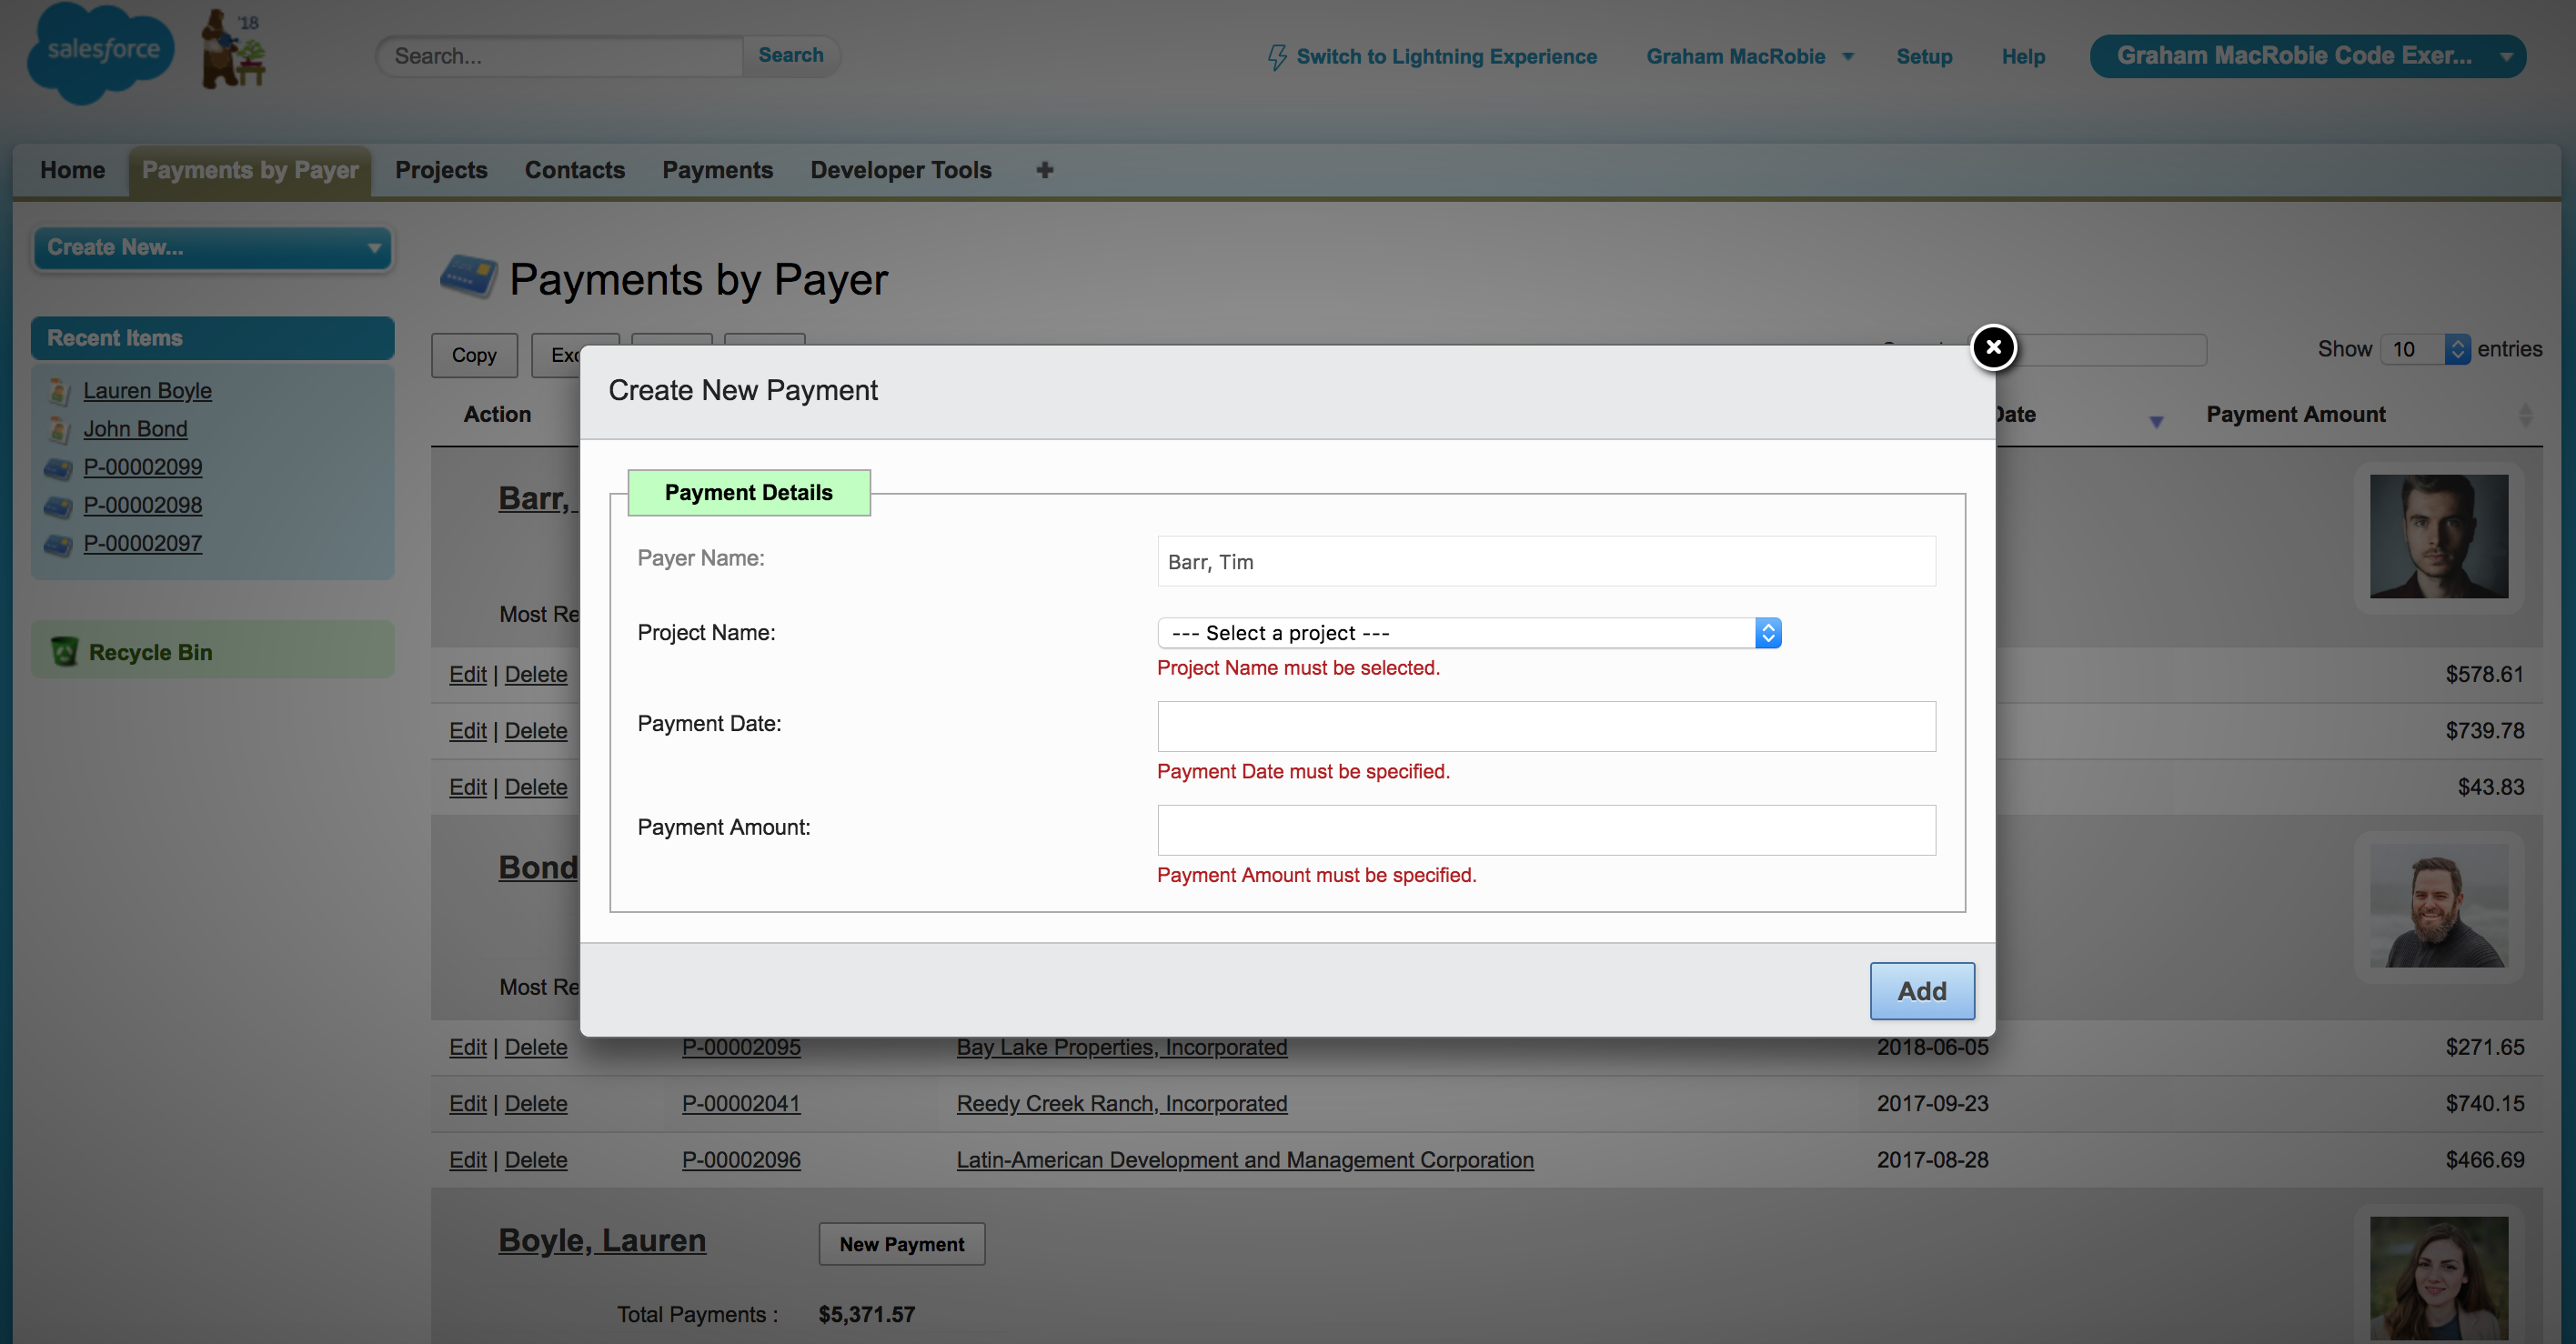 salesforce
'18
Search...
Search
Switch to Lightning Experience
Graham MacRobie
Setup
Help
Graham MacRobie Code Exer...
Home
Payments by Payer
Projects
Contacts
Payments
Developer Tools
Create New...
Recent Items
Lauren Boyle
John Bond
P-00002099
P-00002098
P-00002097
Recycle Bin
Payments by Payer
Copy
Show 10 entries
Action
Payment Amount
Create New Payment
Payment Details
Payer Name:
Barr, Tim
Project Name:
--- Select a project ---
Project Name must be selected.
Payment Date:
Payment Date must be specified.
Payment Amount:
Payment Amount must be specified.
Add
Barr,
Most Re
Edit | Delete $578.61
Edit | Delete $739.78
Edit | Delete $43.83
Bond
Most Re
Edit | Delete P-00002095 Bay Lake Properties, Incorporated 2018-06-05 $271.65
Edit | Delete P-00002041 Reedy Creek Ranch, Incorporated 2017-09-23 $740.15
Edit | Delete P-00002096 Latin-American Development and Management Corporation 2017-08-28 $466.69
Boyle, Lauren
New Payment
Total Payments : $5,371.57